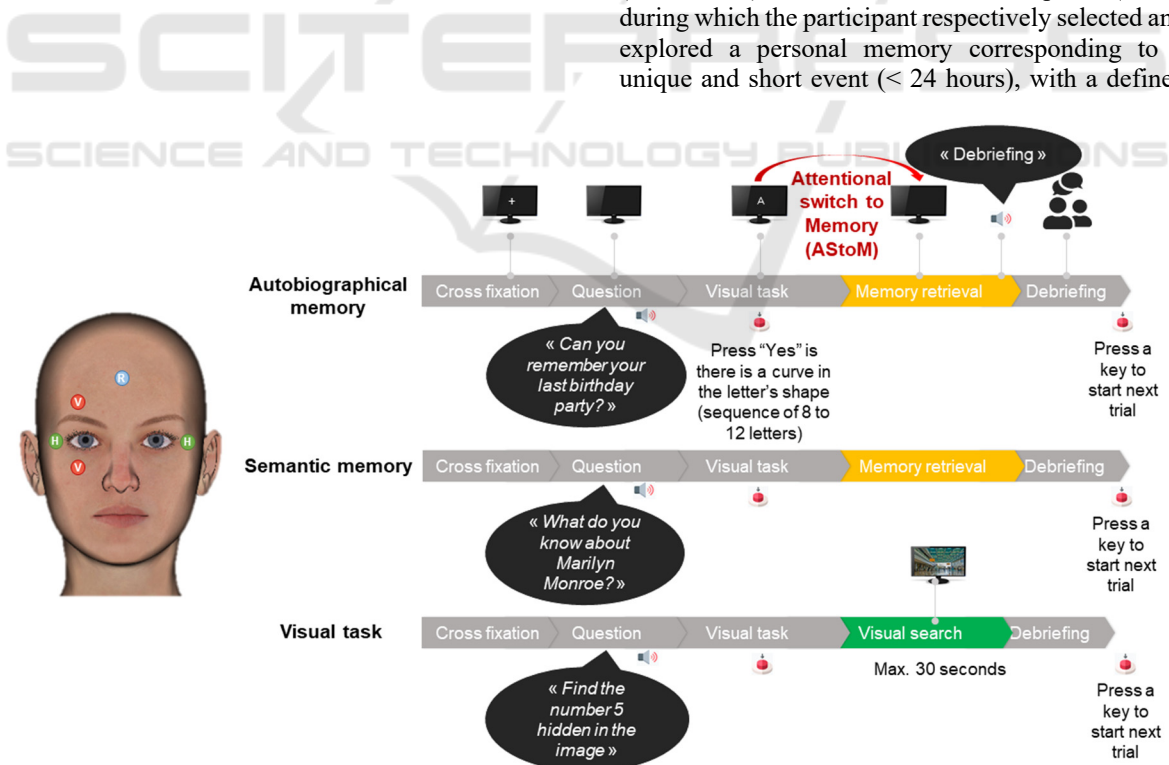 during which the participant respectively selected an
explored a personal memory corresponding to
unique and short event (< 24 hours), with a define
SCITEPRESS
SCIENCE AND TECHNOLOGY PUBLICATIONS
« Debriefing »
+
A
Attentional
switch to
Memory
(AStoM)
Autobiographical
memory
Cross fixation Question Visual task Memory retrieval Debriefing
« Can you
remember your
last birthday
party? »
Press “Yes” is
there is a curve in
the letter’s shape
(sequence of 8 to
12 letters)
Press a
key to
start next
trial
R
V
H H
V
Semantic memory
Cross fixation Question Visual task Memory retrieval Debriefing
« What do you
know about
Marilyn
Monroe? »
Press a
key to
start next
trial
Visual task
Cross fixation Question Visual task Visual search Debriefing
Max. 30 seconds
« Find the
number 5
hidden in the
image »
Press a
key to
start next
trial